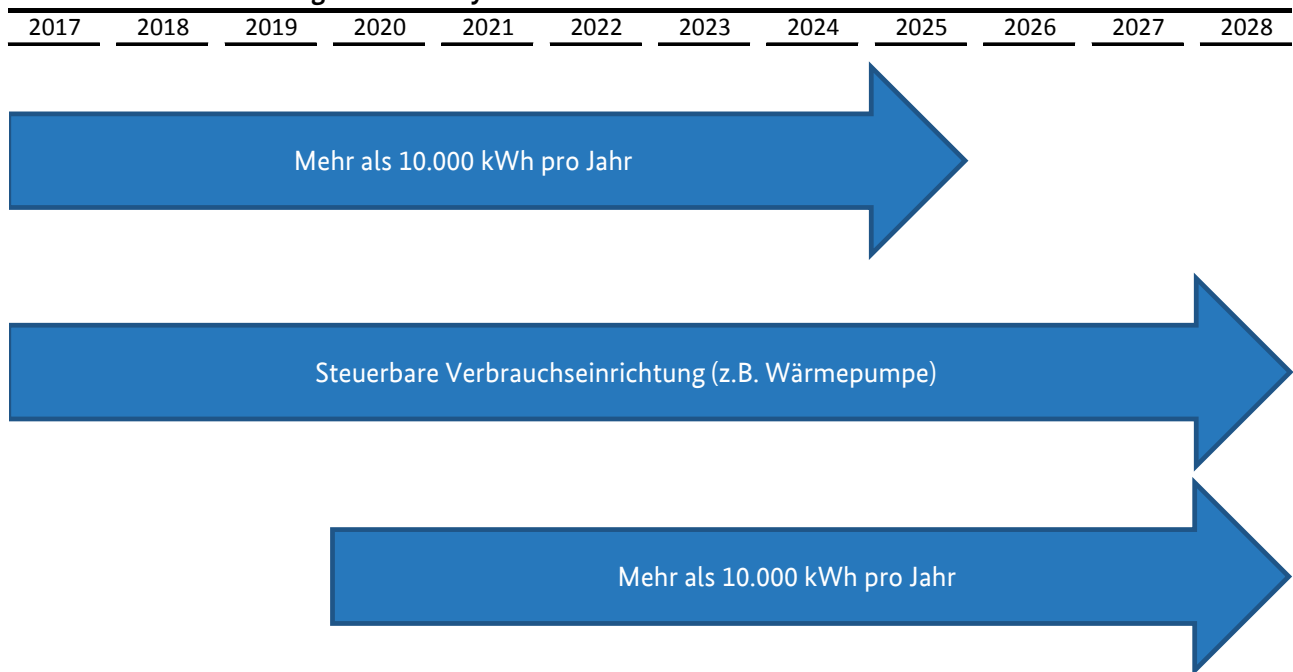 2017 2018 2019 2020 2021 2022 2023 2024 2025 2026 2027 2028
Mehr als 10.000 kWh pro Jahr
Steuerbare Verbrauchseinrichtung (z.B. Wärmepumpe)
Mehr als 10.000 kWh pro Jahr